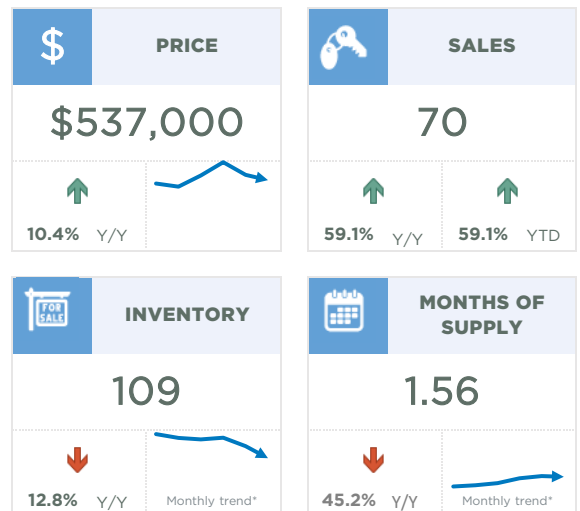 $
PRICE
$537,000
10.4% Y/Y
SALES
70
59.1% Y/Y
59.1% YTD
FOR
SALE
INVENTORY
109
12.8% Y/Y
Monthly trend*
MONTHS OF
SUPPLY
1.56
45.2% Y/Y
Monthly trend*